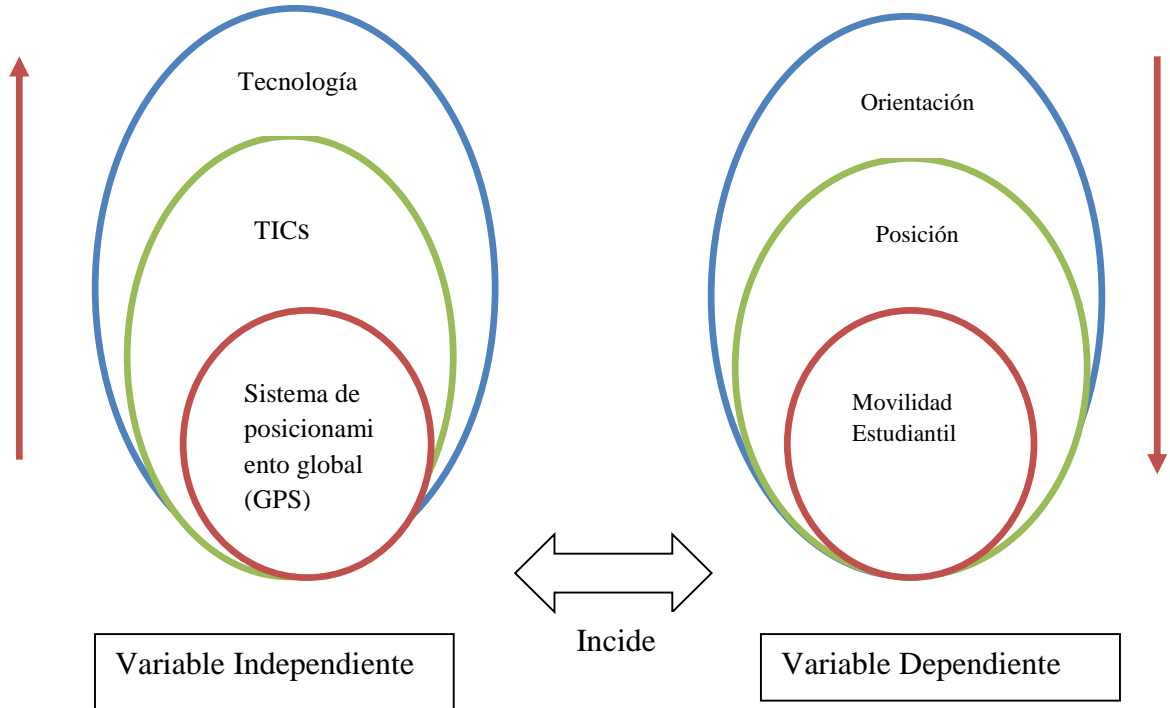 Tecnología
TICs
Sistema de
posicionami
ento global
(GPS)
Orientación
Posición
Movilidad
Estudiantil
Incide
Variable Independiente
Variable Dependiente